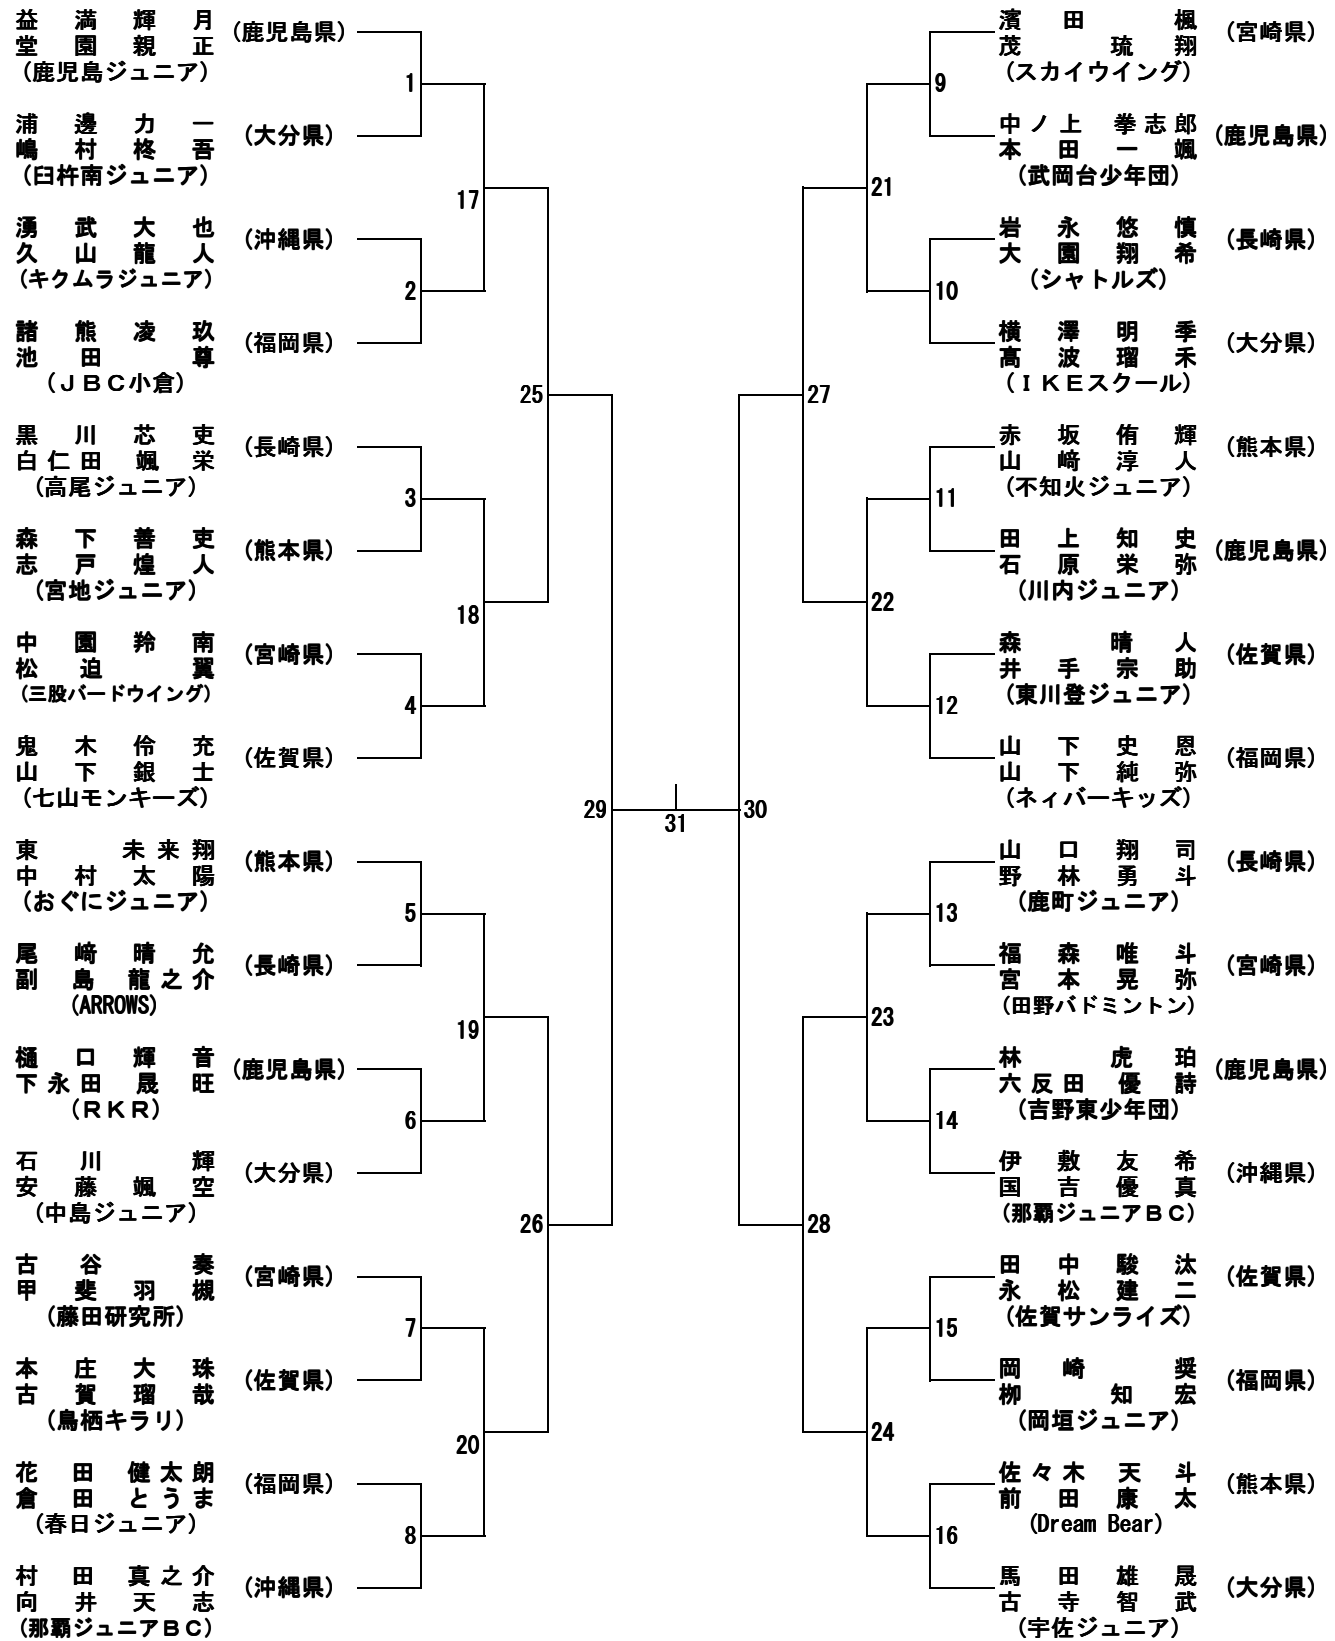 益満輝月 (鹿児島県)
堂園親正
(鹿児島ジュニア)
1
浦邊力一 (大分県)
嶋村柊吾
(臼杵南ジュニア)
17
湧武大也 (沖縄県)
久山龍人
(キクムラジュニア)
2
諸熊凌玖 (福岡県)
池田尊
(ＪＢＣ小倉)
25
黒川芯吏 (長崎県)
白仁田颯栄
(高尾ジュニア)
3
森下善吏 (熊本県)
志戸煌人
(宮地ジュニア)
18
中園羚南 (宮崎県)
松迫翼
(三股バードウイング)
4
鬼木伶充 (佐賀県)
山下銀士
(七山モンキーズ)
29
東未来翔 (熊本県)
中村太陽
(おぐにジュニア)
5
尾﨑晴允 (長崎県)
副島龍之介
(ARROWS)
19
樋口輝音 (鹿児島県)
下永田晟旺
(ＲＫＲ)
6
石川輝 (大分県)
安藤颯空
(中島ジュニア)
26
古谷奏 (宮崎県)
甲斐羽槻
(藤田研究所)
7
本庄大珠 (佐賀県)
古賀瑠哉
(鳥栖キラリ)
20
花田健太朗 (福岡県)
倉田とうま
(春日ジュニア)
8
村田真之介 (沖縄県)
向井天志
(那覇ジュニアＢＣ)
31
濱田楓 (宮崎県)
茂琉翔
(スカイウイング)
9
中ノ上拳志郎 (鹿児島県)
本田一颯
(武岡台少年団)
21
岩永悠慎 (長崎県)
大園翔希
(シャトルズ)
10
横澤明季 (大分県)
髙波瑠禾
(ＩＫＥスクール)
27
赤坂侑輝 (熊本県)
山﨑淳人
(不知火ジュニア)
11
田上知史 (鹿児島県)
石原栄弥
(川内ジュニア)
22
森晴人 (佐賀県)
井手宗助
(東川登ジュニア)
12
山下史恩 (福岡県)
山下純弥
(ネィバーキッズ)
30
山口翔司 (長崎県)
野林勇斗
(鹿町ジュニア)
13
福森唯斗 (宮崎県)
宮本晃弥
(田野バドミントン)
23
林虎珀 (鹿児島県)
六反田優詩
(吉野東少年団)
14
伊敷友希 (沖縄県)
国吉優真
(那覇ジュニアＢＣ)
28
田中駿汰 (佐賀県)
永松建二
(佐賀サンライズ)
15
岡崎奨 (福岡県)
栁知宏
(岡垣ジュニア)
24
佐々木天斗 (熊本県)
前田康太
(Dream Bear)
16
馬田雄晟 (大分県)
古寺智武
(宇佐ジュニア)